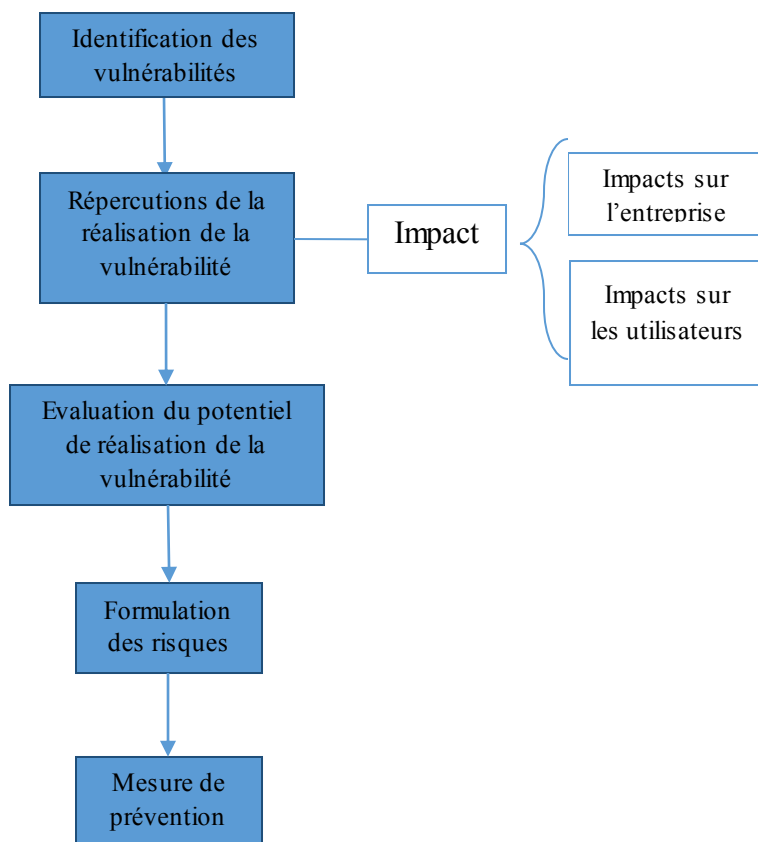 Identification des
vulnérabilités
Répercutions de la
réalisation de la
vulnérabilité
Impact
Impacts sur
l’entreprise
Impacts sur
les utilisateurs
Evaluation du potentiel
de réalisation de la
vulnérabilité
Formulation
des risques
Mesure de
prévention